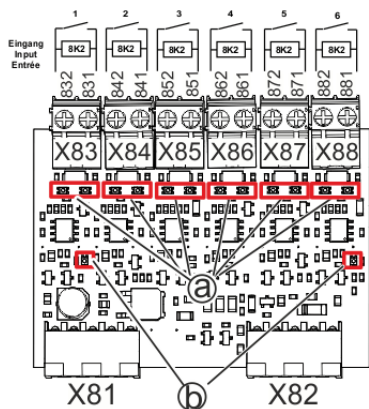 1 2 3 4 5 6
Eingang
Input
Entrée
8K2 8K2 8K2 8K2 8K2 8K2
832 831 842 841 852 851 862 861 872 871 882 881
X83 X84 X85 X86 X87 X88
a
X81 b X82